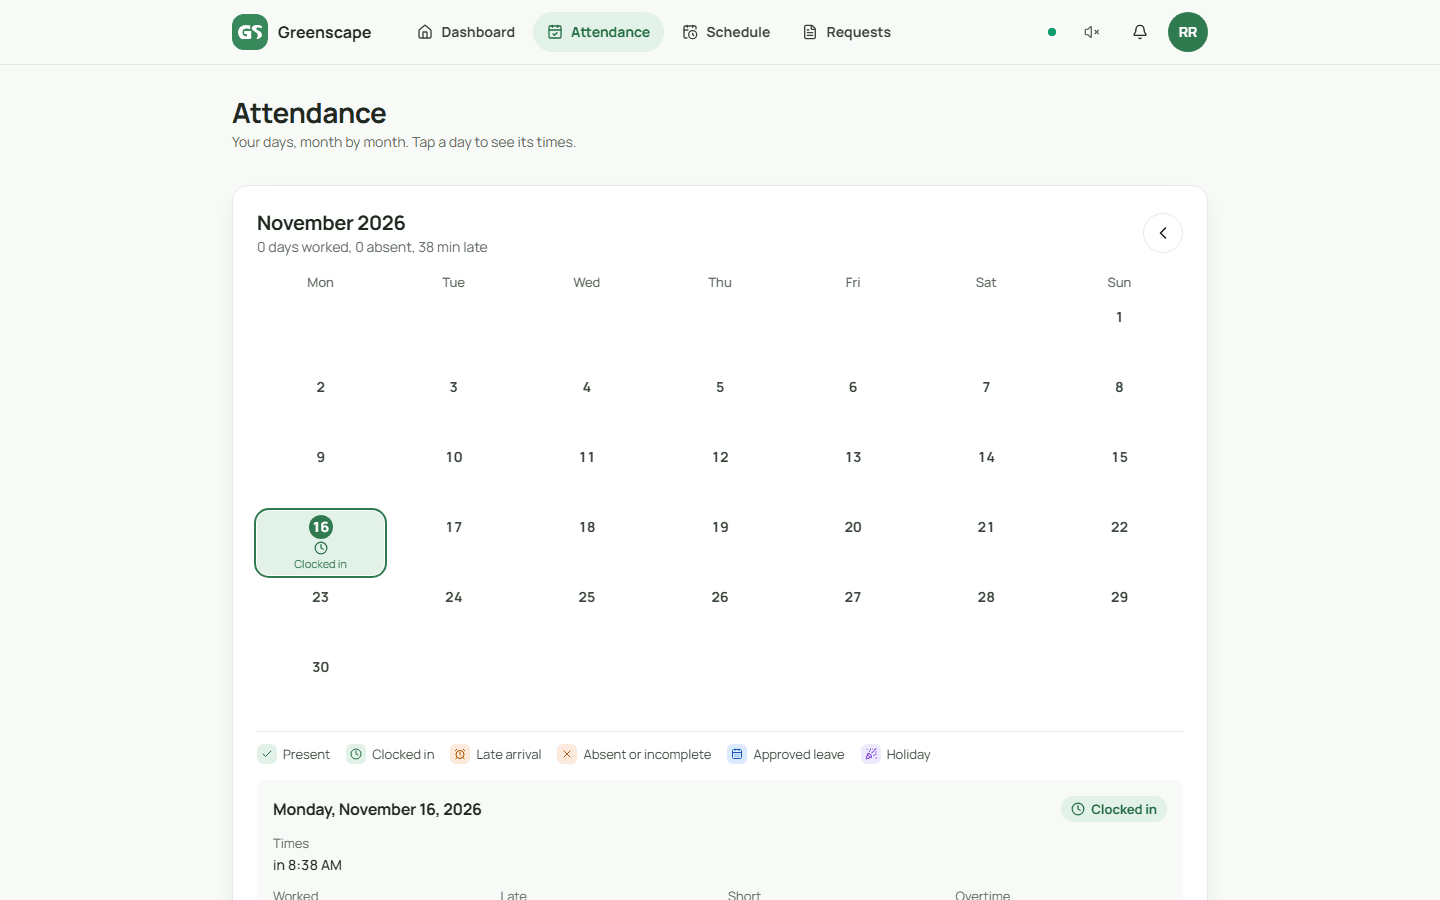 GS Greenscape Dashboard Attendance Schedule Requests RR
Attendance
Your days, month by month. Tap a day to see its times.
November 2026
0 days worked, 0 absent, 38 min late
Mon Tue Wed Thu Fri Sat Sun
1
2 3 4 5 6 7 8
9 10 11 12 13 14 15
16 17 18 19 20 21 22
Clocked in
23 24 25 26 27 28 29
30
Present Clocked in Late arrival Absent or incomplete Approved leave Holiday
Monday, November 16, 2026 Clocked in
Times
in 8:38 AM
Worked Late Short Overtime